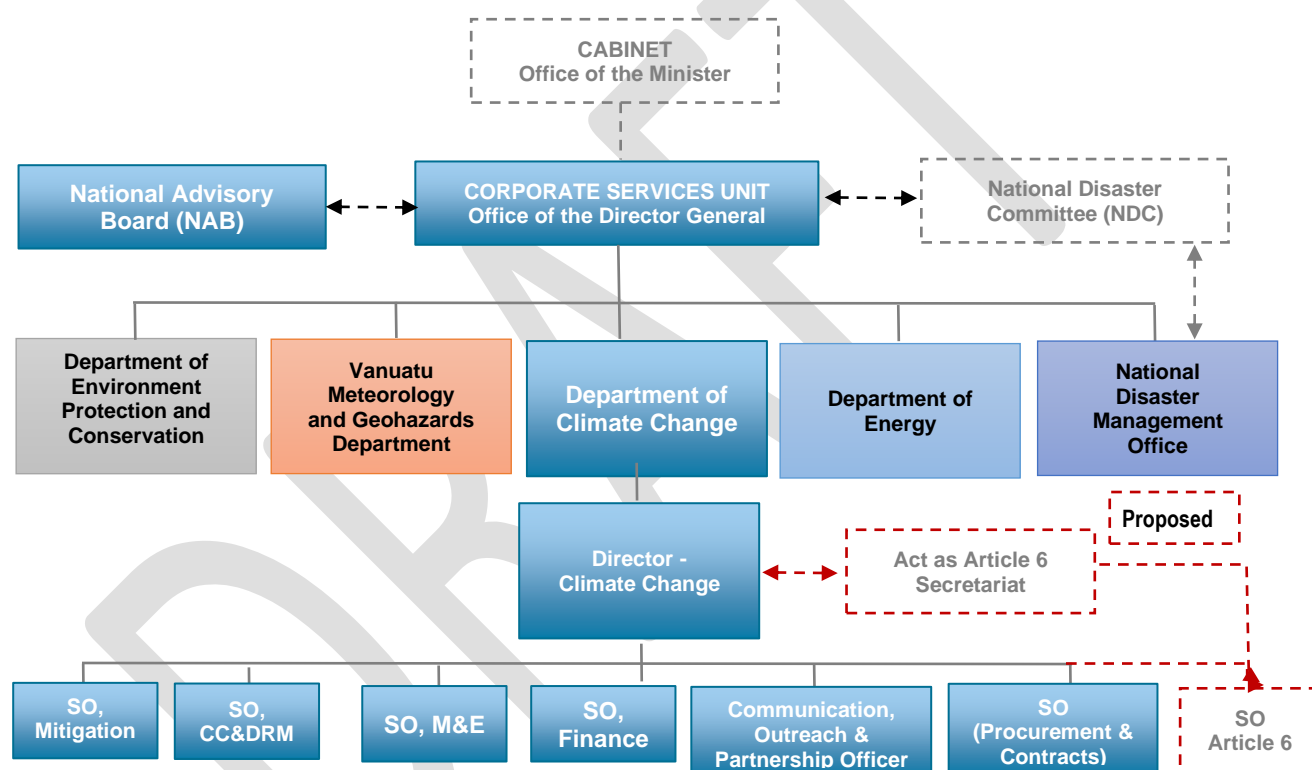 CABINET
Office of the Minister
National Advisory
Board (NAB)
CORPORATE SERVICES UNIT
Office of the Director General
National Disaster
Committee (NDC)
Department of
Environment
Protection and
Conservation
Vanuatu
Meteorology
and Geohazards
Department
Department of
Climate Change
Department of
Energy
National
Disaster
Management
Office
Proposed
Director -
Climate Change
Act as Article 6
Secretariat
SO,
Mitigation
SO,
CC&DRM
SO, M&E
SO,
Finance
Communication,
Outreach &
Partnership Officer
SO
(Procurement &
Contracts)
SO
Article 6
DRAFT